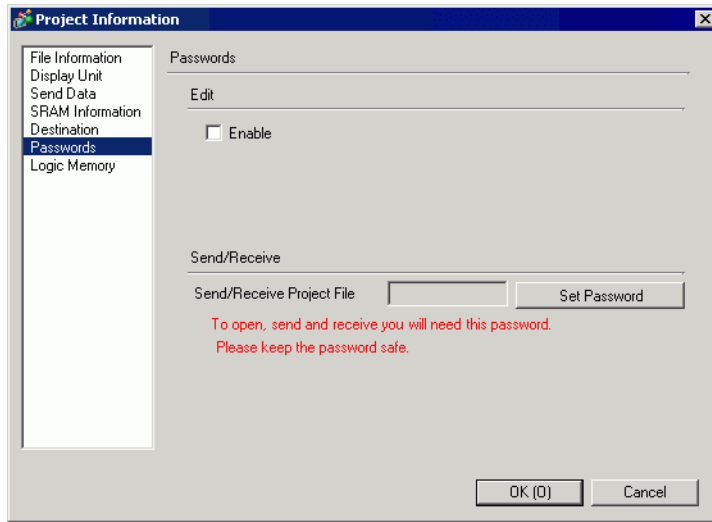 Project Information
File Information
Display Unit
Send Data
SRAM Information
Destination
Passwords
Logic Memory
Passwords
Edit
Enable
Send/Receive
Send/Receive Project File
Set Password
To open, send and receive you will need this password.
Please keep the password safe.
OK (O)
Cancel